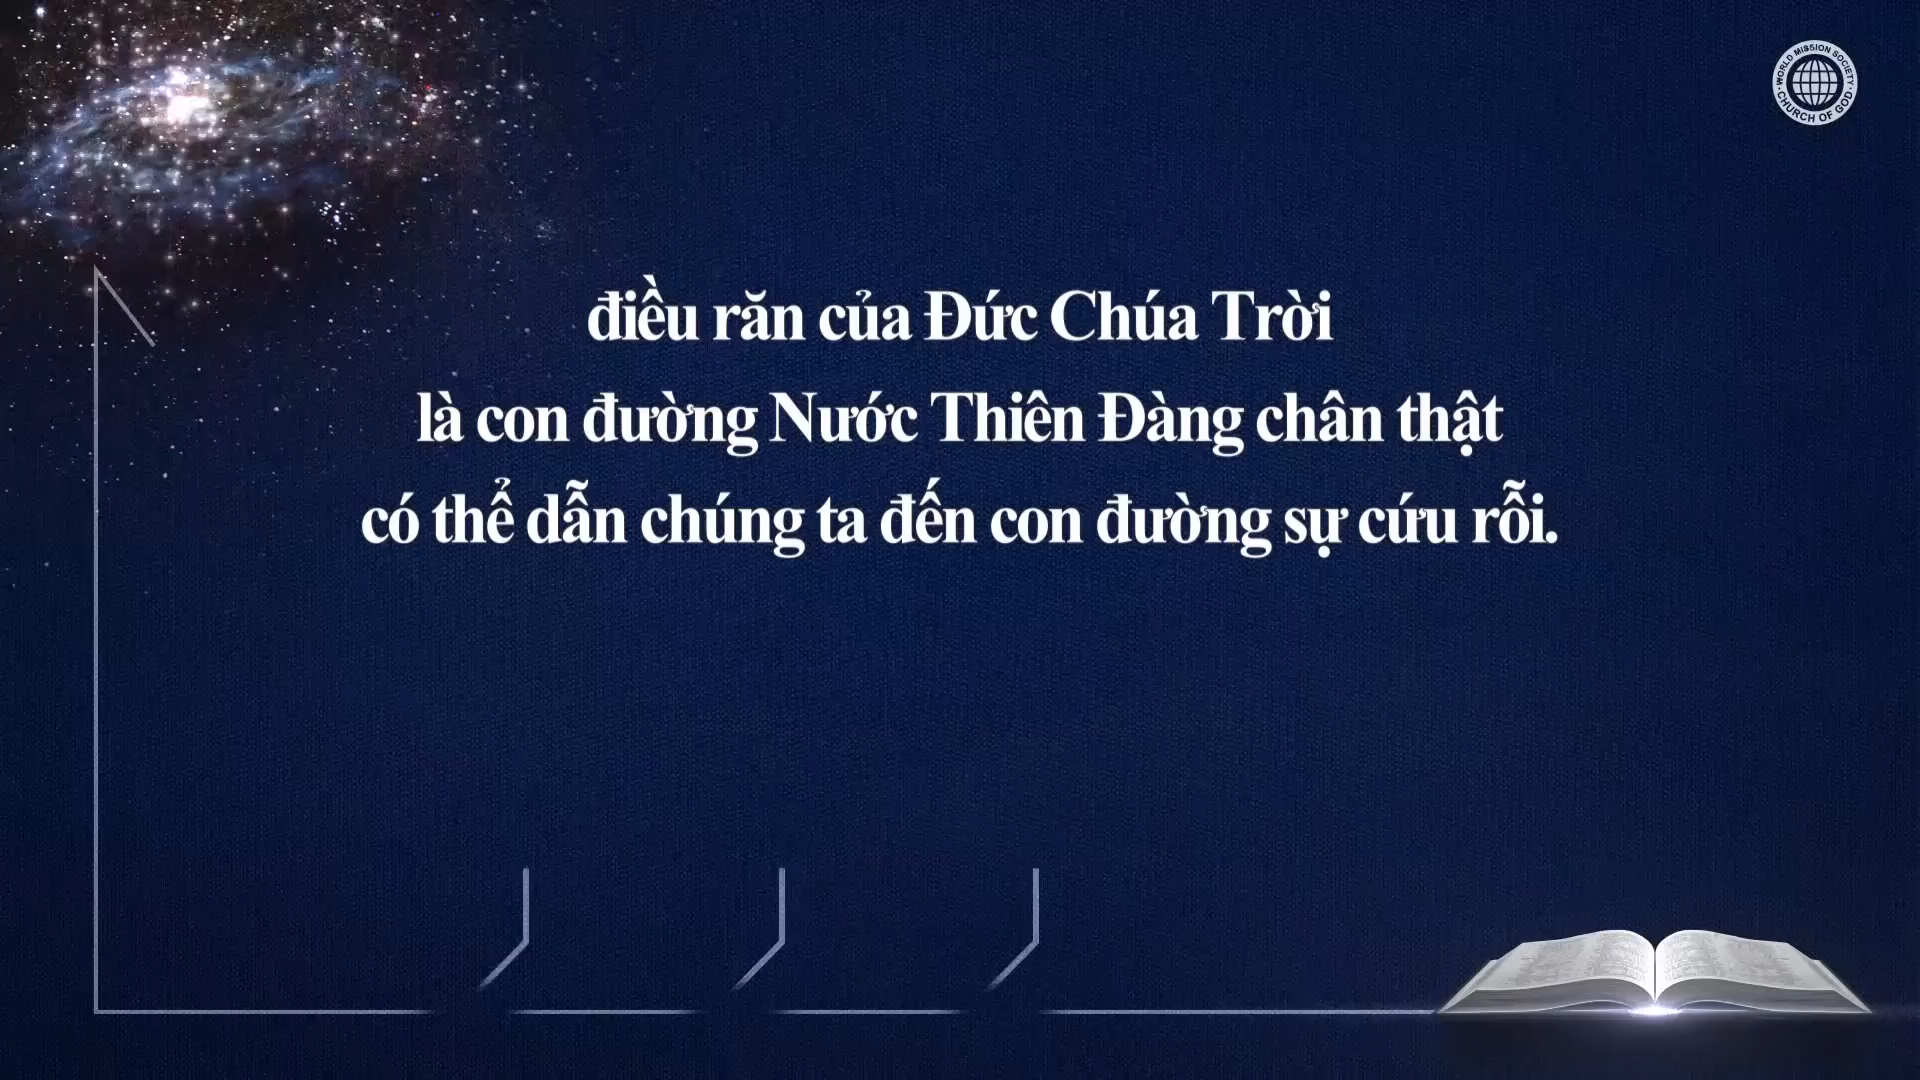 WORLD MISSION SOCIETY
CHURCH OF GOD
điều răn của Đức Chúa Trời
là con đường Nước Thiên Đàng chân thật
có thể dẫn chúng ta đến con đường sự cứu rỗi.